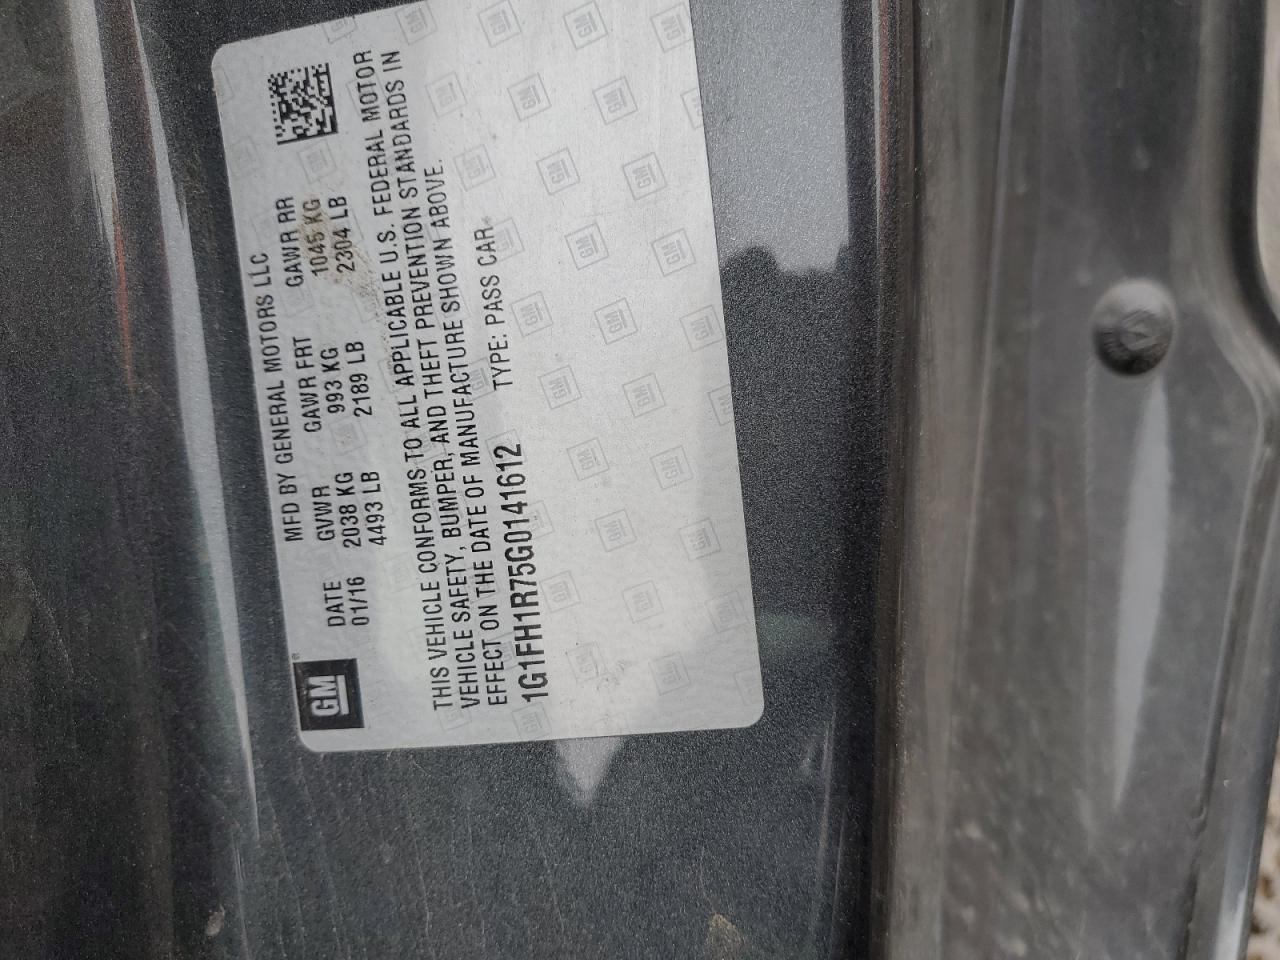 MFD BY GENERAL MOTORS LLC
DATE GVWR GAWR FRT GAWR RR
01/16 2038 KG 993 KG 1045 KG
4493 LB 2189 LB 2304 LB
GM®
THIS VEHICLE CONFORMS TO ALL APPLICABLE U.S. FEDERAL MOTOR
VEHICLE SAFETY, BUMPER, AND THEFT PREVENTION STANDARDS IN
EFFECT ON THE DATE OF MANUFACTURE SHOWN ABOVE.
1G1FH1R75G0141612 TYPE: PASS CAR